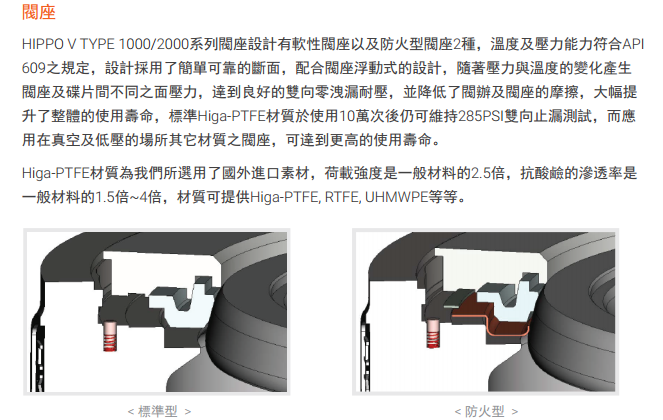 閥座
HIPPO V TYPE 1000/2000系列閥座設計有軟性閥座以及防火型閥座2種，溫度及壓力能力符合API
609之規定，設計採用了簡單可靠的斷面，配合閥座浮動式的設計，隨著壓力與溫度的變化產生
閥座及碟片間不同之面壓力，達到良好的雙向零洩漏耐壓，並降低了閥辦及閥座的摩擦，大幅提
升了整體的使用壽命，標準Higa-PTFE材質於使用10萬次後仍可維持285PSI雙向止漏測試，而應
用在真空及低壓的場所其它材質之閥座，可達到更高的使用壽命。
Higa-PTFE材質為我們所選用了國外進口素材，荷載強度是一般材料的2.5倍，抗酸鹼的滲透率是
一般材料的1.5倍~4倍，材質可提供Higa-PTFE, RTFE, UHMWPE等等。
< 標準型 >
< 防火型 >